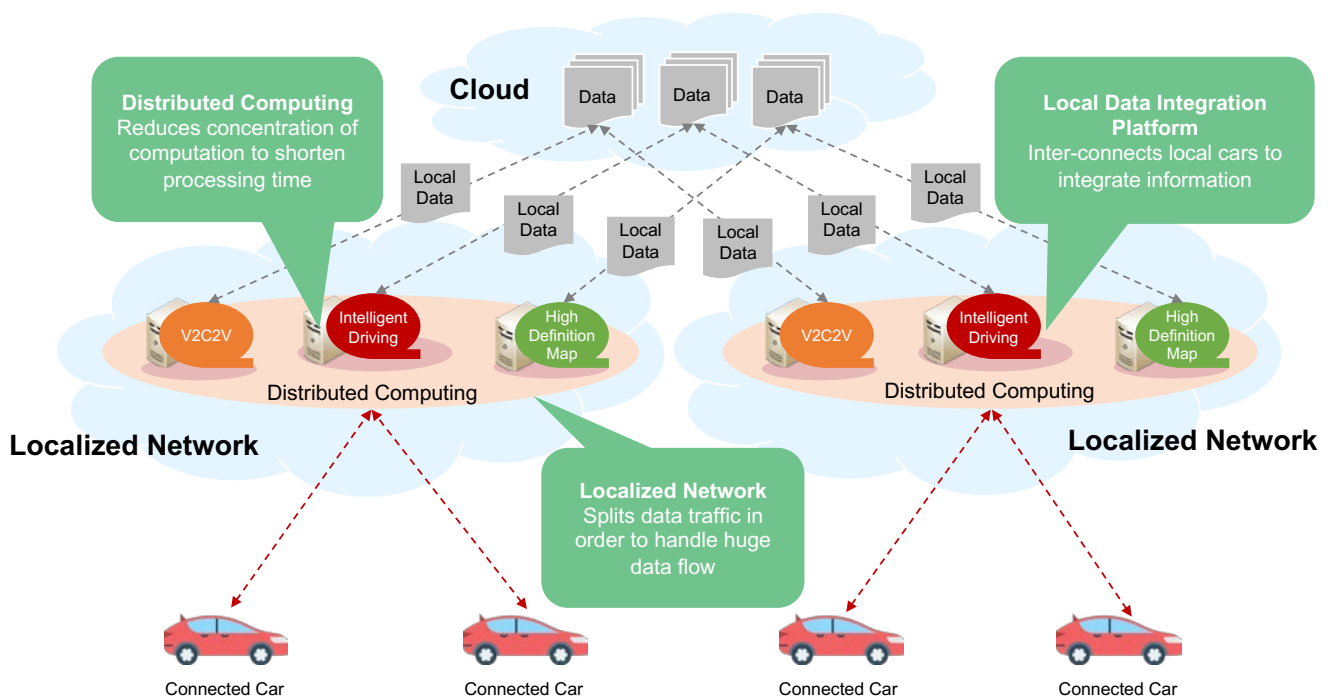 Cloud
Data
Data
Data
Distributed Computing
Reduces concentration of
computation to shorten
processing time
Local Data Integration
Platform
Inter-connects local cars to
integrate information
Local
Data
Local
Data
Local
Data
Local
Data
Local
Data
Local
Data
V2C2V
Intelligent
Driving
High
Definition
Map
Distributed Computing
V2C2V
Intelligent
Driving
High
Definition
Map
Distributed Computing
Localized Network
Localized Network
Localized Network
Splits data traffic in
order to handle huge
data flow
Connected Car
Connected Car
Connected Car
Connected Car